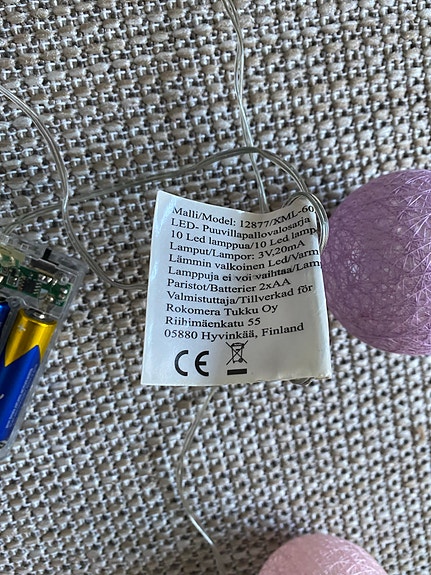 Malli/Model: 12877/XML-60
LED- Puuvillapallovalosarja
10 Led lamppua/10 Led lamp
Lamput/Lampor: 3V,20mA
Lämmin valkoinen Led/Varm
Lamppuja ei voi vaihtaa/Lam
Paristot/Batterier 2xAA
Valmistuttaja/Tillverkad för
Rokomera Tukku Oy
Riihimäenkatu 55
05880 Hyvinkää, Finland
CE